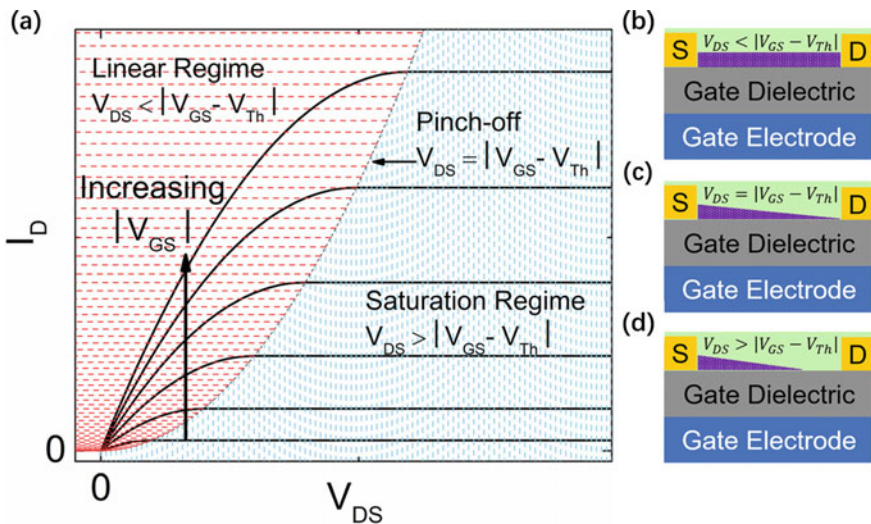 (a)
Linear Regime
V_DS < |V_GS - V_Th|
Pinch-off
V_DS = |V_GS - V_Th|
Increasing
|V_GS|
Saturation Regime
V_DS > |V_GS - V_Th|
I_D
0
0
V_DS
(b)
S
V_DS < |V_GS − V_Th|
D
Gate Dielectric
Gate Electrode
(c)
S
V_DS = |V_GS − V_Th|
D
Gate Dielectric
Gate Electrode
(d)
S
V_DS > |V_GS − V_Th|
D
Gate Dielectric
Gate Electrode